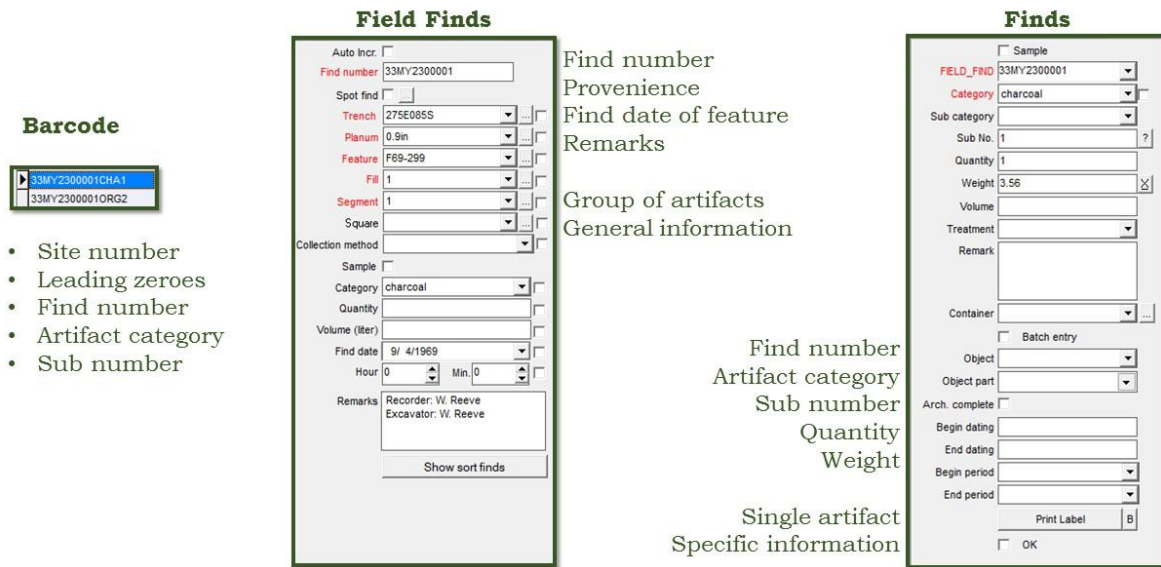 Barcode
33MY2300001CHA1
33MY2300001ORG2
• Site number
• Leading zeroes
• Find number
• Artifact category
• Sub number
Field Finds
Auto Incr.
Find number 33MY2300001
Spot find ...
Trench 275E085S ...
Planum 0.9in ...
Feature F69-299 ...
Fill 1 ...
Segment 1 ...
Square ...
Collection method
Sample
Category charcoal
Quantity
Volume (liter)
Find date 9/ 4/1969
Hour 0 Min. 0
Remarks Recorder: W. Reeve
Excavator: W. Reeve
Show sort finds
Find number
Provenience
Find date of feature
Remarks
Group of artifacts
General information
Find number
Artifact category
Sub number
Quantity
Weight
Single artifact
Specific information
Finds
Sample
FIELD_FIND 33MY2300001
Category charcoal
Sub category
Sub No. 1 ?
Quantity 1
Weight 3.56
Volume
Treatment
Remark
Container ...
Batch entry
Object
Object part
Arch. complete
Begin dating
End dating
Begin period
End period
Print Label B
OK